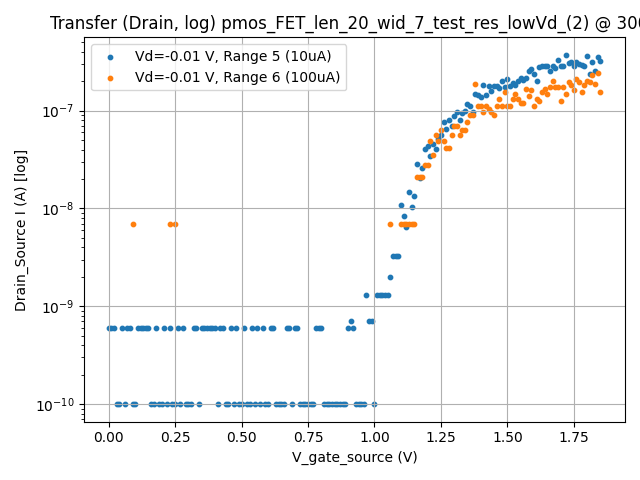 Transfer (Drain, log) pmos_FET_len_20_wid_7_test_res_lowVd_(2) @ 30
Vd=-0.01 V, Range 5 (10uA)
Vd=-0.01 V, Range 6 (100uA)
Drain_Source I (A) [log]
10⁻⁷
10⁻⁸
10⁻⁹
10⁻¹⁰
0.00 0.25 0.50 0.75 1.00 1.25 1.50 1.75
V_gate_source (V)